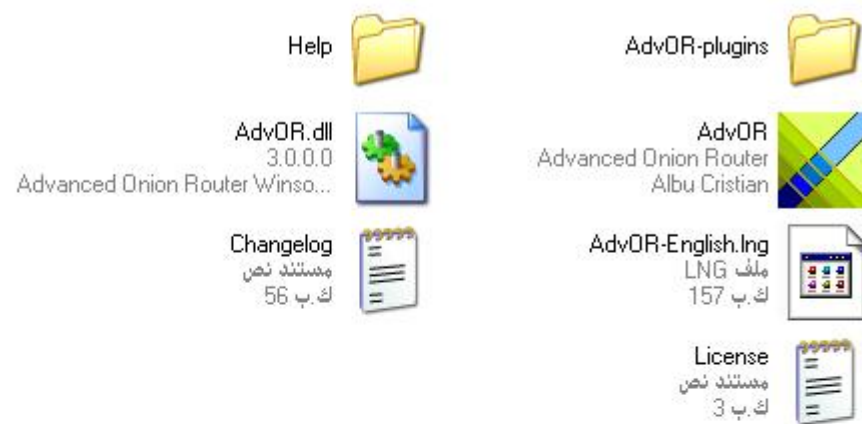 AdvOR-plugins
Help
AdvOR
Advanced Onion Router
Albu Cristian
AdvOR.dll
3.0.0.0
Advanced Onion Router Winso...
AdvOR-English.lng
ملف LNG
157 ك.ب
Changelog
مستند نص
56 ك.ب
License
مستند نص
3 ك.ب